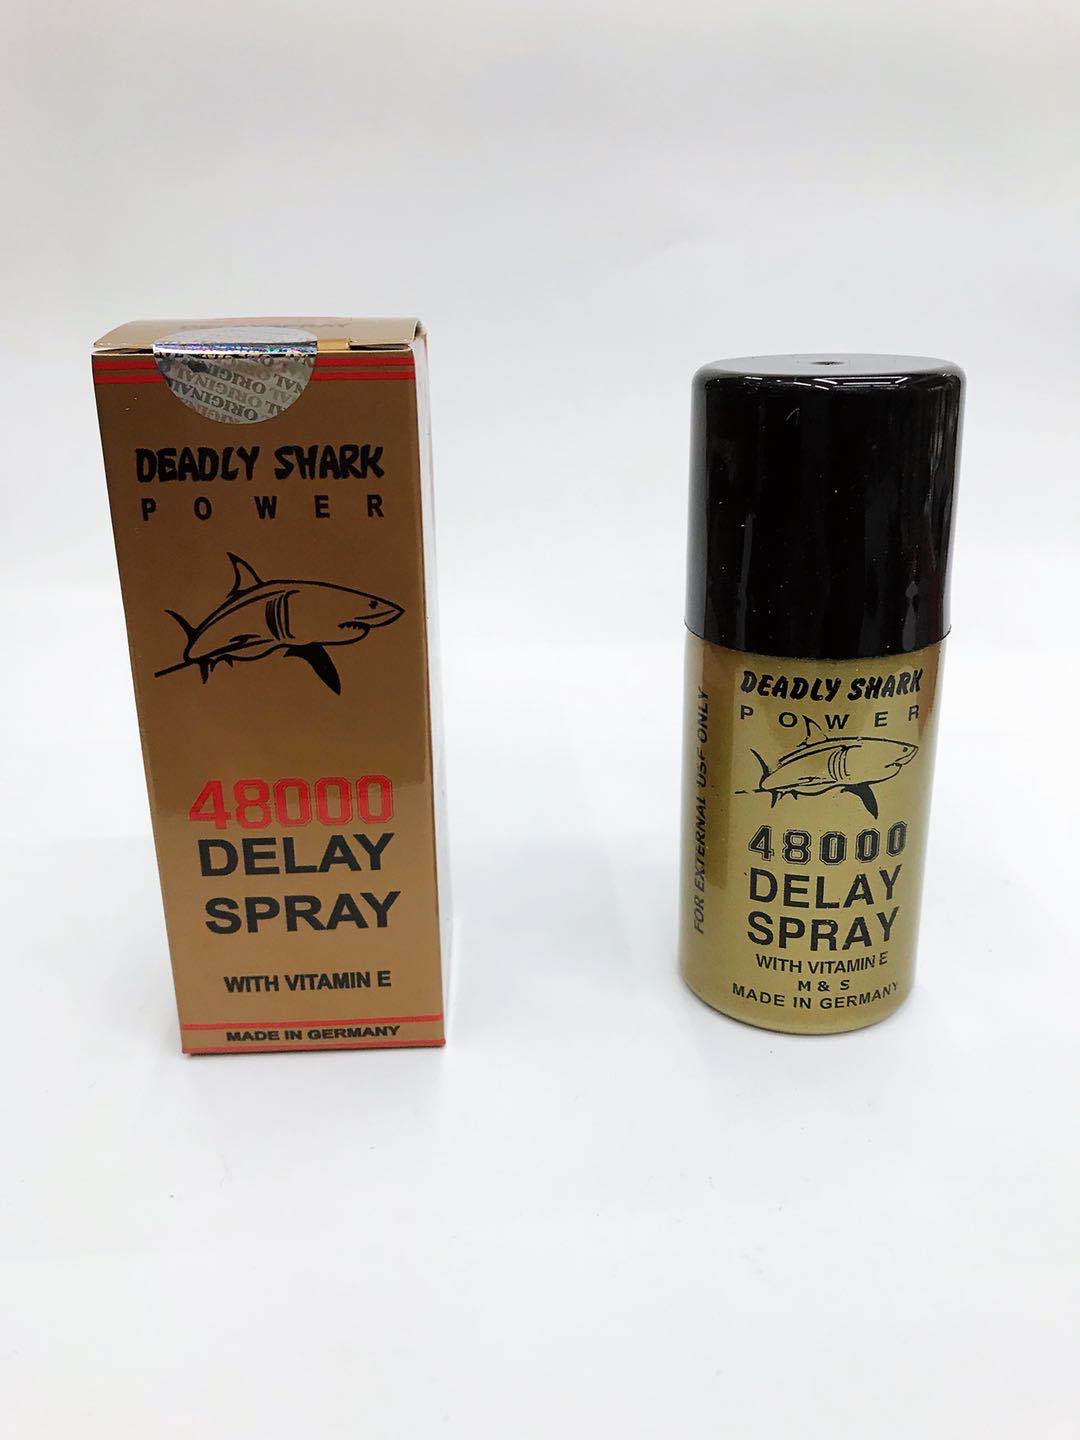 ORIGINAL
DEADLY SHARK
POWER
48000
DELAY
SPRAY
WITH VITAMIN E
MADE IN GERMANY
DEADLY SHARK
POWER
48000
DELAY
SPRAY
WITH VITAMIN E
M & S
MADE IN GERMANY
FOR EXTERNAL USE ONLY